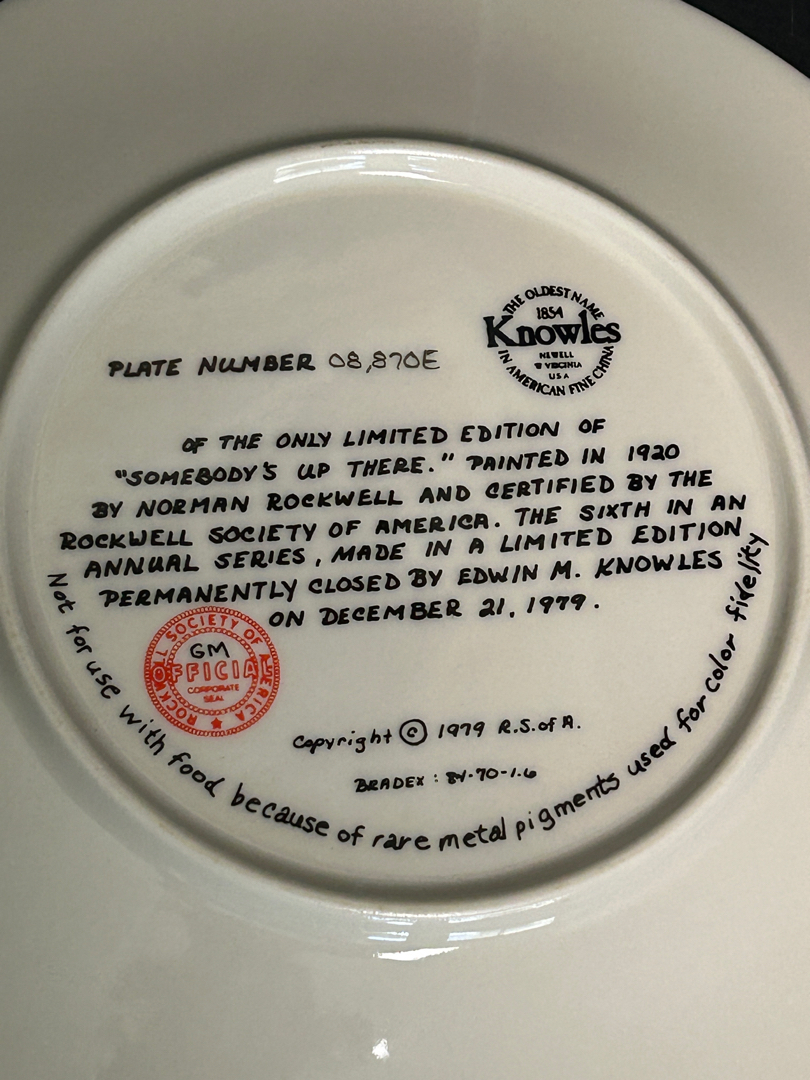 THE OLDEST NAME
1854
Knowles
NEWELL
W VIRGINIA
USA
IN AMERICAN FINE CHINA
PLATE NUMBER 08,870E
OF THE ONLY LIMITED EDITION OF
"SOMEBODY'S UP THERE." PAINTED IN 1920
BY NORMAN ROCKWELL AND CERTIFIED BY THE
ROCKWELL SOCIETY OF AMERICA. THE SIXTH IN AN
ANNUAL SERIES, MADE IN A LIMITED EDITION
PERMANENTLY CLOSED BY EDWIN M. KNOWLES
ON DECEMBER 21, 1979.
ROCKWELL SOCIETY OF AMERICA
GM
OFFICIAL
CORPORATE
SEAL
Copyright © 1979 R.S.of A.
BRADEX: 84-70-1.6
Not for use with food because of rare metal pigments used for color fidelity